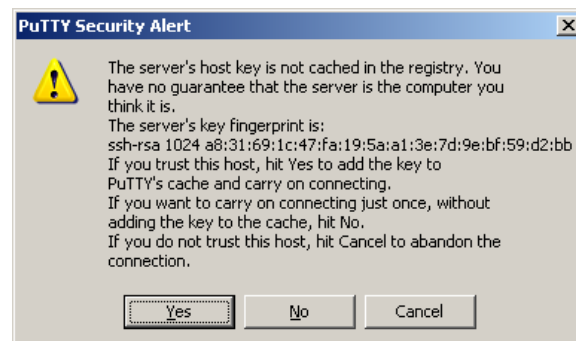 PuTTY Security Alert
The server's host key is not cached in the registry. You
have no guarantee that the server is the computer you
think it is.
The server's key fingerprint is:
ssh-rsa 1024 a8:31:69:1c:47:fa:19:5a:a1:3e:7d:9e:bf:59:d2:bb
If you trust this host, hit Yes to add the key to
PuTTY's cache and carry on connecting.
If you want to carry on connecting just once, without
adding the key to the cache, hit No.
If you do not trust this host, hit Cancel to abandon the
connection.
Yes No Cancel